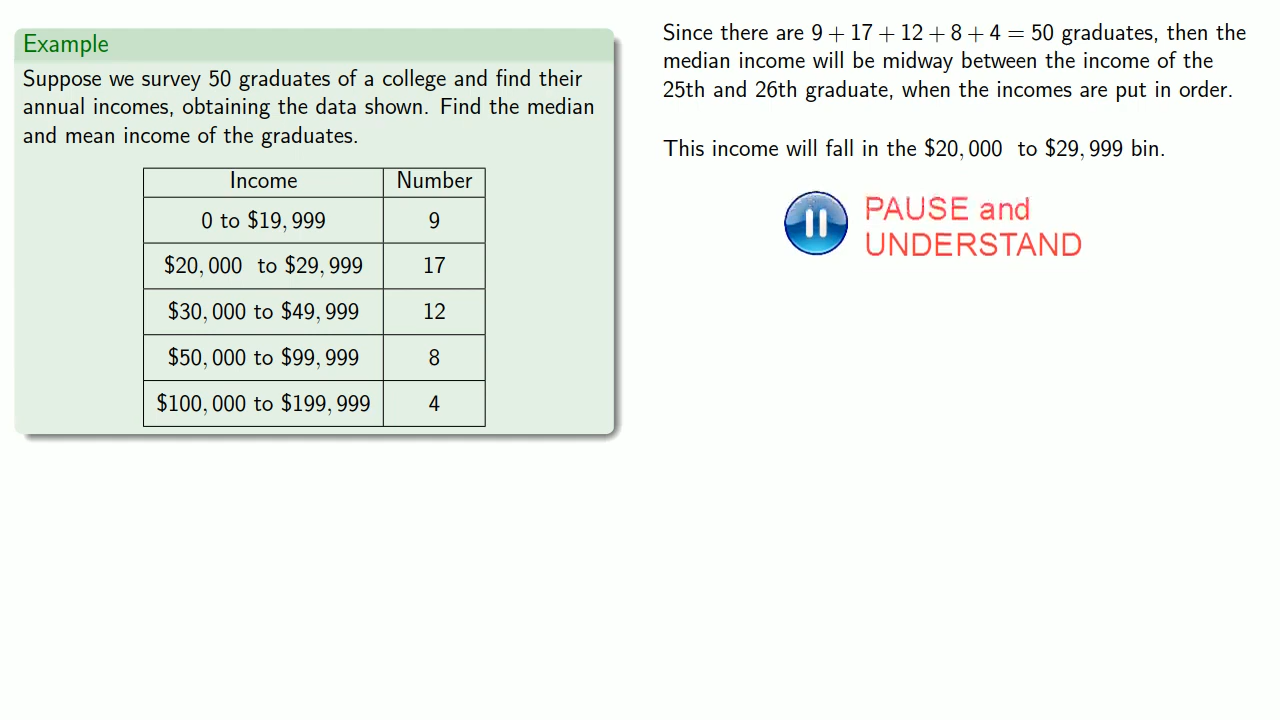 Example
Suppose we survey 50 graduates of a college and find their
annual incomes, obtaining the data shown. Find the median
and mean income of the graduates.
Income Number
0 to $19,999 9
$20,000 to $29,999 17
$30,000 to $49,999 12
$50,000 to $99,999 8
$100,000 to $199,999 4
Since there are 9 + 17 + 12 + 8 + 4 = 50 graduates, then the
median income will be midway between the income of the
25th and 26th graduate, when the incomes are put in order.
This income will fall in the $20,000 to $29,999 bin.
PAUSE and
UNDERSTAND